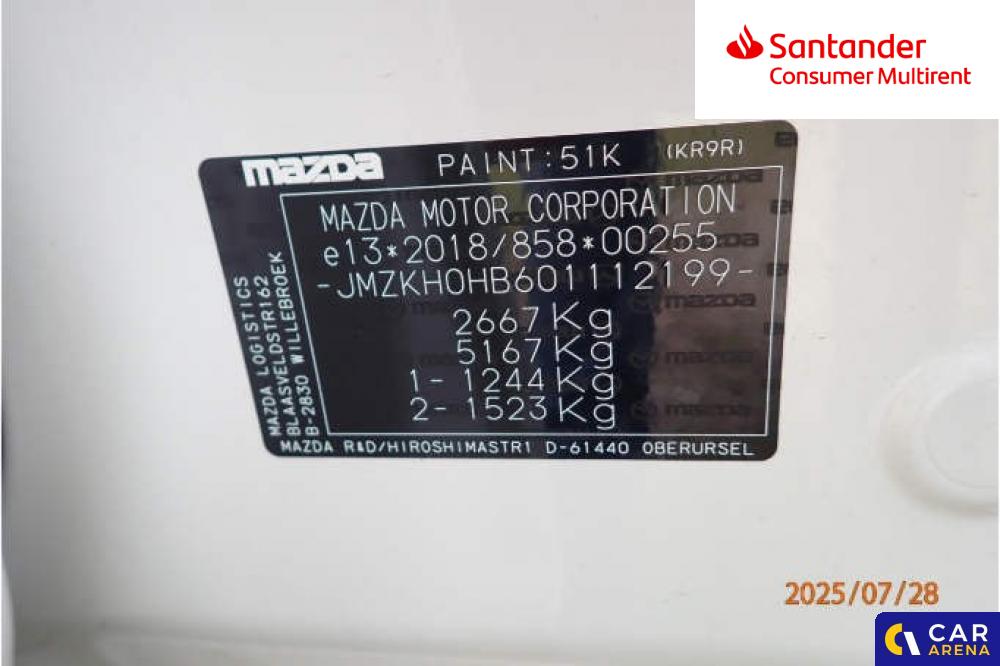 Santander
Consumer Multirent
mazda PAINT:51K (KR9R)
MAZDA MOTOR CORPORATION
e13*2018/858*00255
-JMZKH0HB601112199-
2667Kg
5167Kg
1-1244Kg
2-1523Kg
MAZDA LOGISTICS
BLAASVELDSTR162
B-2830 WILLEBROEK
MAZDA R&D/HIROSHIMASTR1 D-61440 OBERURSEL
2025/07/28
CAR
ARENA